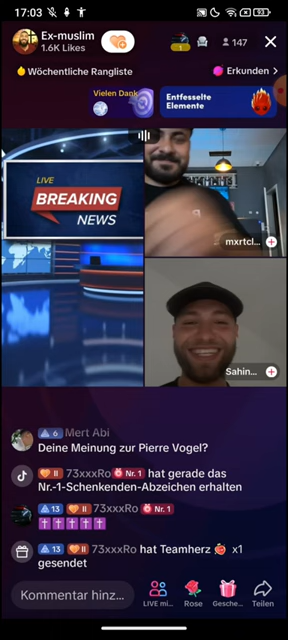 17:03
93
Ex-muslim
1.6K Likes
1
147
Wöchentliche Rangliste
Erkunden
Vielen Dank
Entfesselte
Elemente
LIVE
BREAKING
NEWS
mxrtcl...
Sahin...
6 Mert Abi
Deine Meinung zur Pierre Vogel?
II 73xxxRo Nr. 1 hat gerade das
Nr.-1-Schenkenden-Abzeichen erhalten
13 II 73xxxRo Nr. 1
✝️✝️✝️✝️✝️
13 II 73xxxRo hat Teamherz x1
gesendet
Kommentar hinz...
LIVE mi...
Rose
Gesche...
Teilen